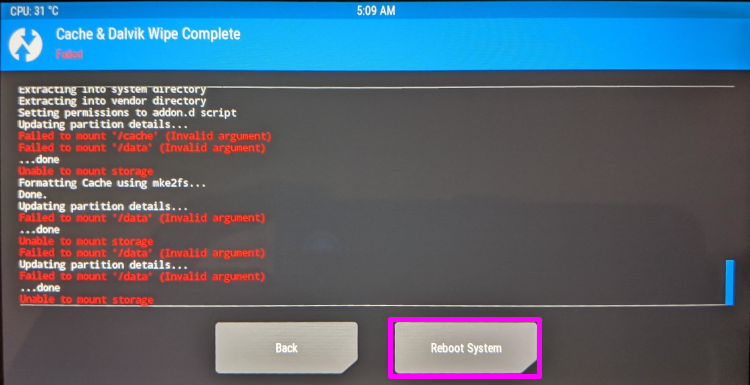 CPU: 31 °C
5:09 AM
Cache & Dalvik Wipe Complete
Failed
Extracting into system directory
Extracting into vendor directory
Setting permissions to addon.d script
Updating partition details...
Failed to mount '/cache' (Invalid argument)
Failed to mount '/data' (Invalid argument)
...done
Unable to mount storage
Formatting Cache using mke2fs...
Done.
Updating partition details...
Failed to mount '/data' (Invalid argument)
...done
Unable to mount storage
Failed to mount '/data' (Invalid argument)
Updating partition details...
Failed to mount '/data' (Invalid argument)
...done
Unable to mount storage
Back
Reboot System